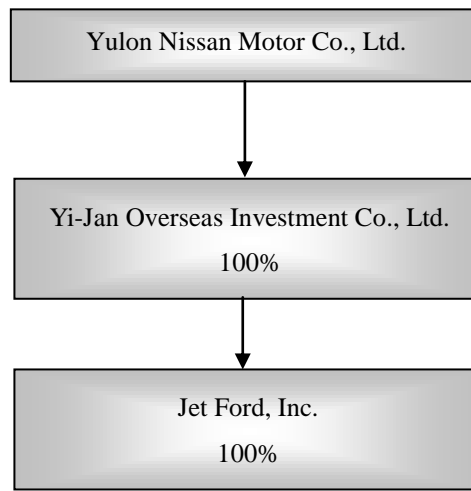 Yulon Nissan Motor Co., Ltd.
Yi-Jan Overseas Investment Co., Ltd.
100%
Jet Ford, Inc.
100%